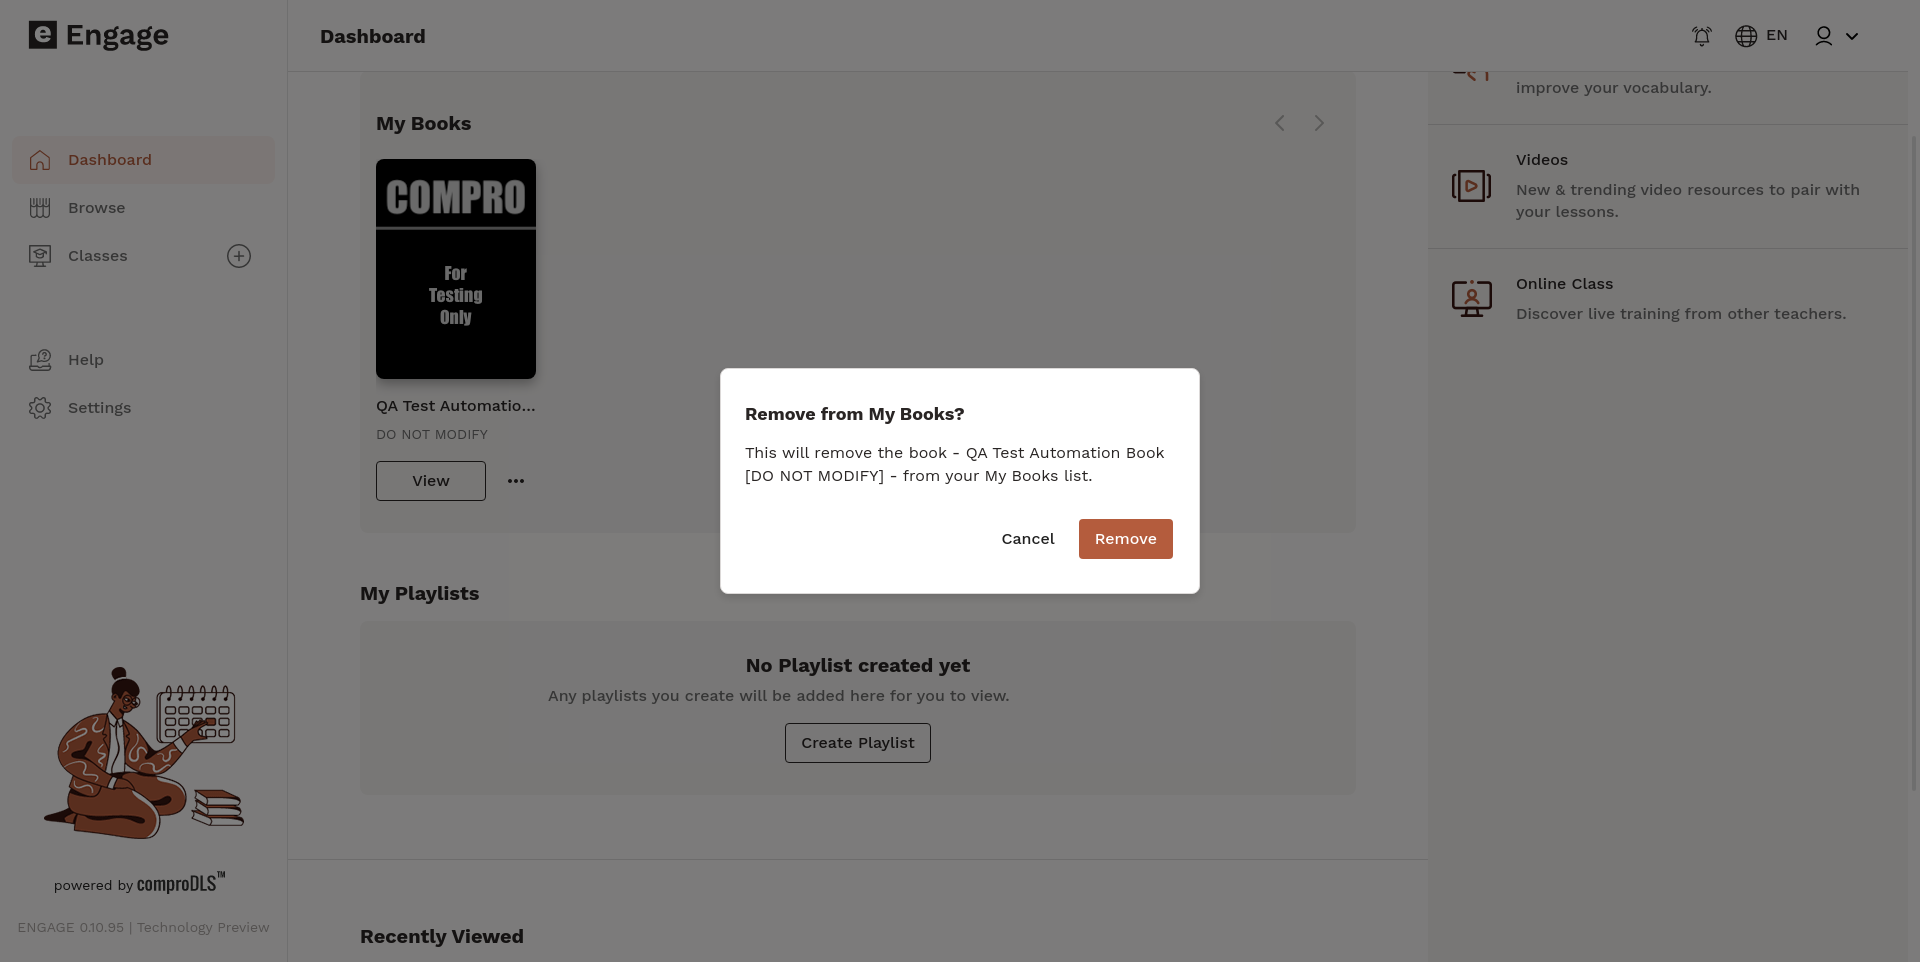 e Engage
Dashboard
EN
Dashboard
Browse
Classes
Help
Settings
powered by comproDLS™
ENGAGE 0.10.95 | Technology Preview
My Books
COMPRO
For
Testing
Only
QA Test Automatio...
DO NOT MODIFY
View
My Playlists
No Playlist created yet
Any playlists you create will be added here for you to view.
Create Playlist
Recently Viewed
improve your vocabulary.
Videos
New & trending video resources to pair with
your lessons.
Online Class
Discover live training from other teachers.
Remove from My Books?
This will remove the book - QA Test Automation Book
[DO NOT MODIFY] - from your My Books list.
Cancel
Remove